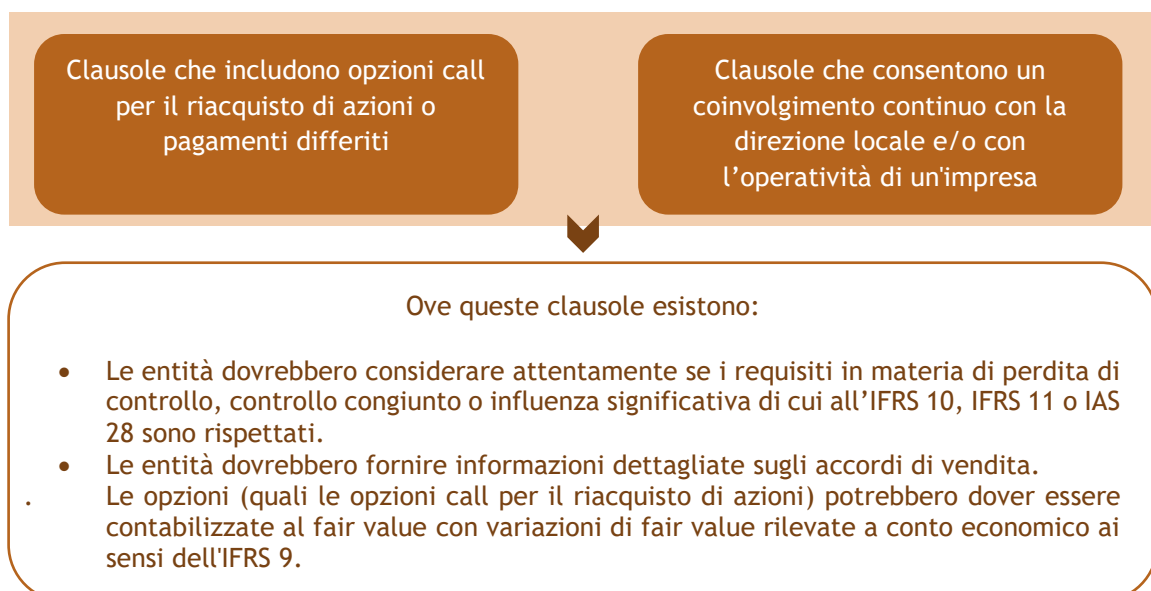 Clausole che includono opzioni call
per il riacquisto di azioni o
pagamenti differiti
Clausole che consentono un
coinvolgimento continuo con la
direzione locale e/o con
l’operatività di un'impresa
Ove queste clausole esistono:
• Le entità dovrebbero considerare attentamente se i requisiti in materia di perdita di
controllo, controllo congiunto o influenza significativa di cui all’IFRS 10, IFRS 11 o IAS
28 sono rispettati.
• Le entità dovrebbero fornire informazioni dettagliate sugli accordi di vendita.
. Le opzioni (quali le opzioni call per il riacquisto di azioni) potrebbero dover essere
contabilizzate al fair value con variazioni di fair value rilevate a conto economico ai
sensi dell'IFRS 9.